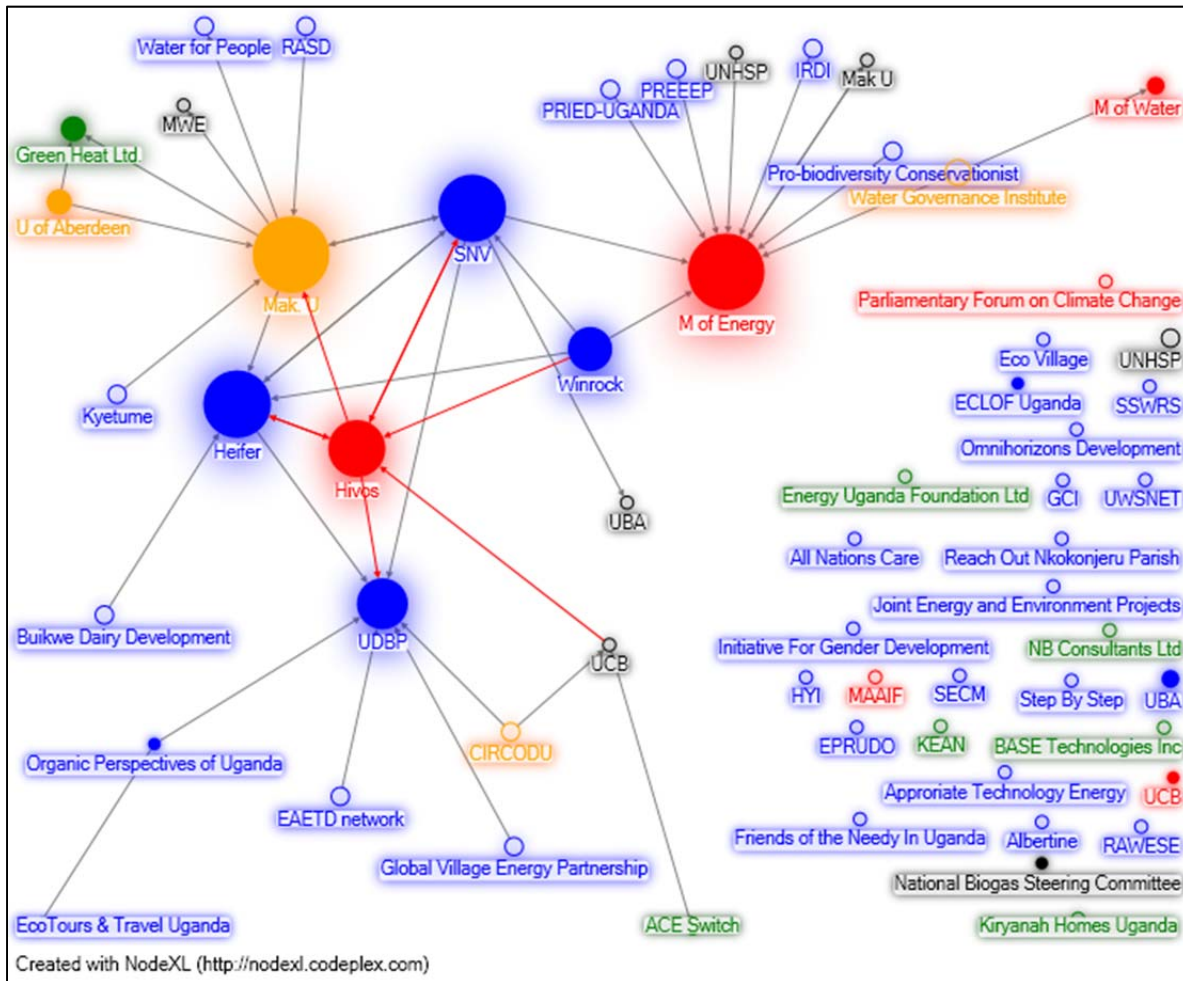 Water for People
RASD
UNHSP
IRDI
Mak U
PREEEP
PRIED-UGANDA
M of Water
MWE
Green Heat Ltd.
Pro-biodiversity Conservationist
Water Governance Institute
U of Aberdeen
SNV
Mak. U
M of Energy
Parliamentary Forum on Climate Change
Eco Village
UNHSP
Winrock
ECLOF Uganda
SSWRS
Kyetume
Heifer
Omnihorizons Development
Hivos
Energy Uganda Foundation Ltd
GCI
UWSNET
UBA
All Nations Care
Reach Out Nkokonjeru Parish
Joint Energy and Environment Projects
Buikwe Dairy Development
UDBP
Initiative For Gender Development
NB Consultants Ltd
UCB
HYI
MAAIF
SECM
Step By Step
UBA
CIRCODU
EPRUDO
KEAN
BASE Technologies Inc
Organic Perspectives of Uganda
Approriate Technology Energy
UCB
EAETD network
Friends of the Needy In Uganda
Albertine
RAWESE
Global Village Energy Partnership
National Biogas Steering Committee
EcoTours & Travel Uganda
ACE Switch
Kiryanah Homes Uganda
Created with NodeXL (http://nodexl.codeplex.com)